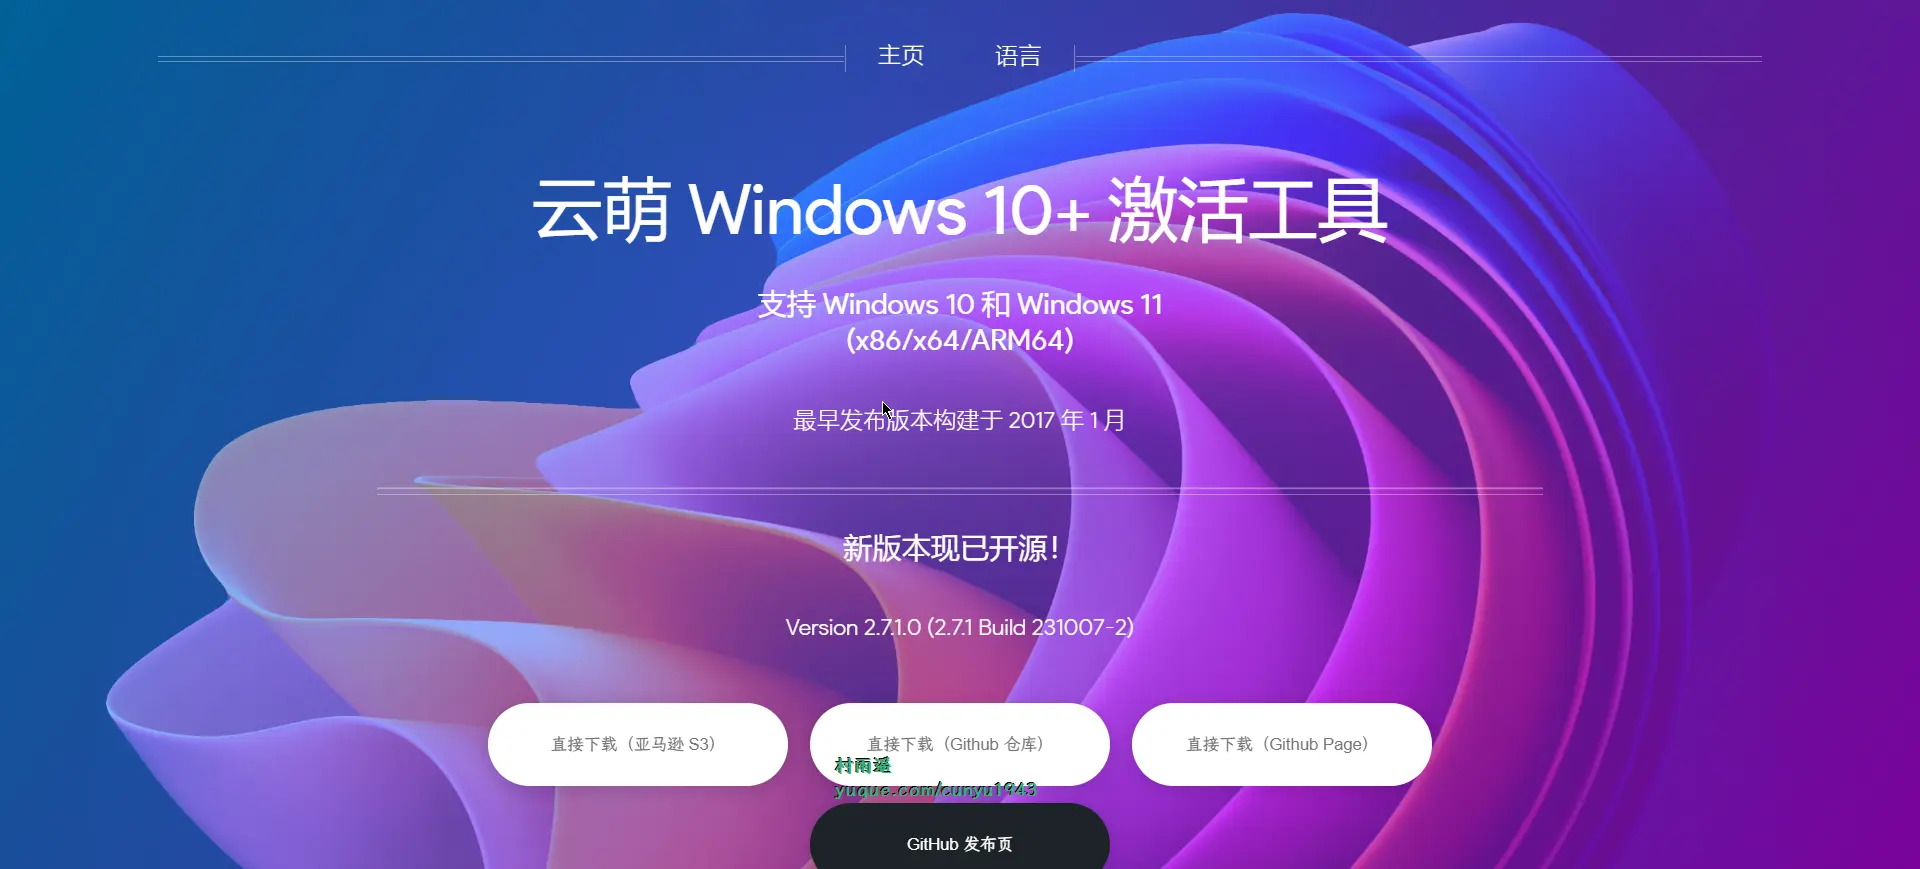 主页 语言
云萌 Windows 10+ 激活工具
支持 Windows 10 和 Windows 11
(x86/x64/ARM64)
最早发布版本构建于 2017 年 1 月
新版本现已开源！
Version 2.7.1.0 (2.7.1 Build 231007-2)
直接下载（亚马逊 S3） 直接下载（Github 仓库） 直接下载（Github Page）
村雨遥
yuque.com/cunyu1943
GitHub 发布页